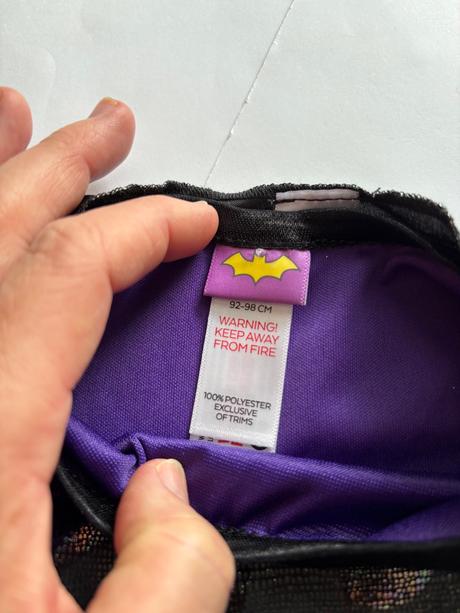 92-98 CM
WARNING!
KEEP AWAY
FROM FIRE
100% POLYESTER
EXCLUSIVE
OF TRIMS